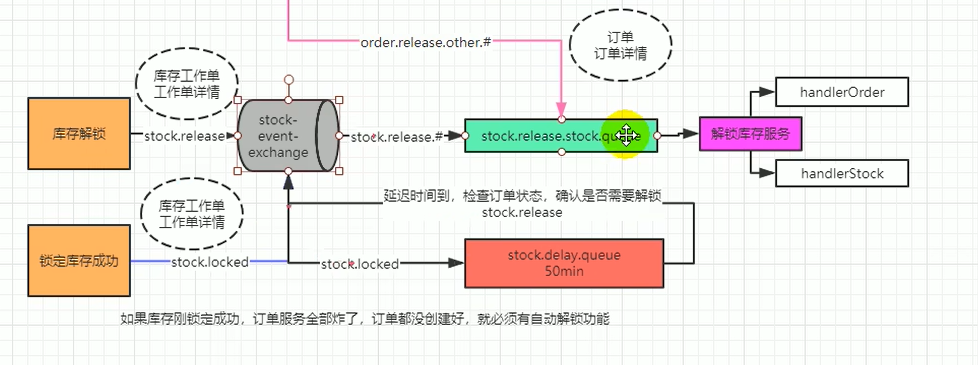 order.release.other.#
订单
订单详情
库存工作单
工作单详情
库存解锁
stock.release
stock-
event-
exchange
stock.release.#
stock.release.stock.queue
解锁库存服务
handlerOrder
handlerStock
延迟时间到，检查订单状态，确认是否需要解锁
stock.release
库存工作单
工作单详情
锁定库存成功
stock.locked
stock.locked
stock.delay.queue
50min
如果库存刚锁定成功，订单服务全部炸了，订单都没创建好，就必须有自动解锁功能